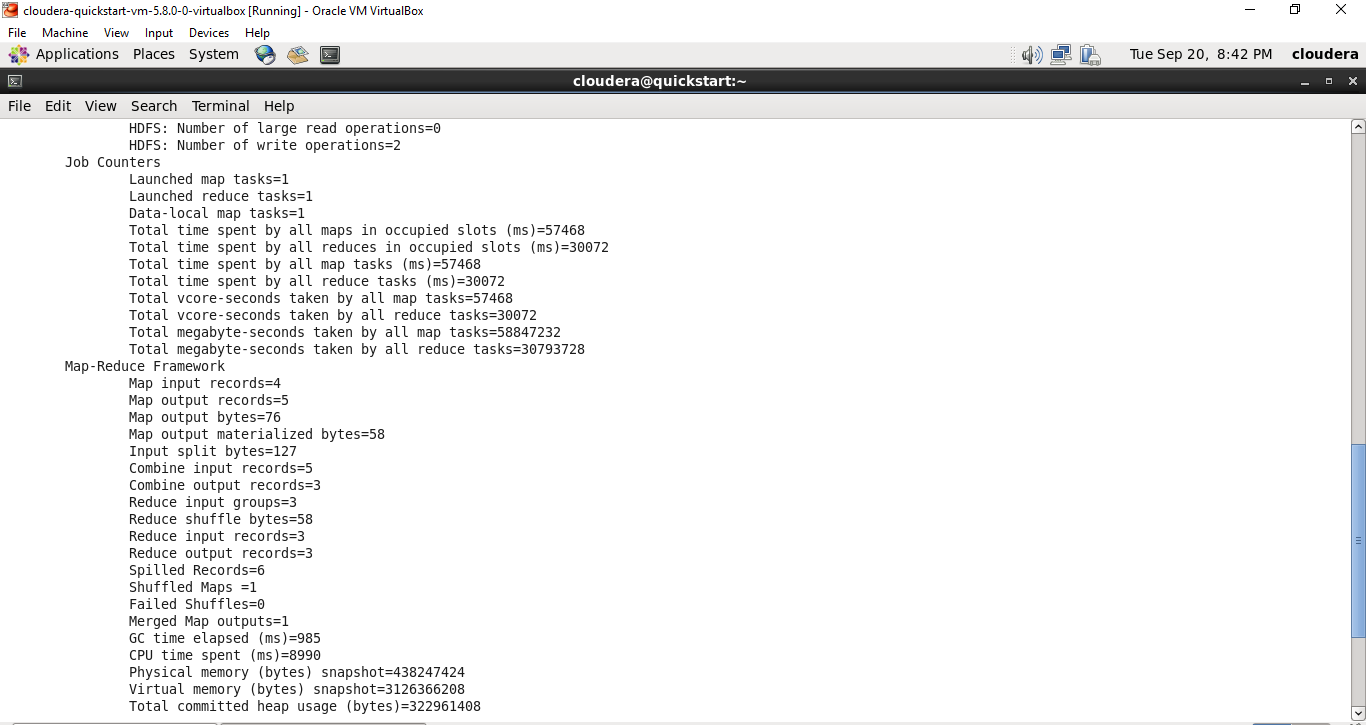 cloudera-quickstart-vm-5.8.0-0-virtualbox [Running] - Oracle VM VirtualBox
File Machine View Input Devices Help
Applications Places System Tue Sep 20, 8:42 PM cloudera
cloudera@quickstart:~
File Edit View Search Terminal Help
HDFS: Number of large read operations=0
HDFS: Number of write operations=2
Job Counters
Launched map tasks=1
Launched reduce tasks=1
Data-local map tasks=1
Total time spent by all maps in occupied slots (ms)=57468
Total time spent by all reduces in occupied slots (ms)=30072
Total time spent by all map tasks (ms)=57468
Total time spent by all reduce tasks (ms)=30072
Total vcore-seconds taken by all map tasks=57468
Total vcore-seconds taken by all reduce tasks=30072
Total megabyte-seconds taken by all map tasks=58847232
Total megabyte-seconds taken by all reduce tasks=30793728
Map-Reduce Framework
Map input records=4
Map output records=5
Map output bytes=76
Map output materialized bytes=58
Input split bytes=127
Combine input records=5
Combine output records=3
Reduce input groups=3
Reduce shuffle bytes=58
Reduce input records=3
Reduce output records=3
Spilled Records=6
Shuffled Maps =1
Failed Shuffles=0
Merged Map outputs=1
GC time elapsed (ms)=985
CPU time spent (ms)=8990
Physical memory (bytes) snapshot=438247424
Virtual memory (bytes) snapshot=3126366208
Total committed heap usage (bytes)=322961408